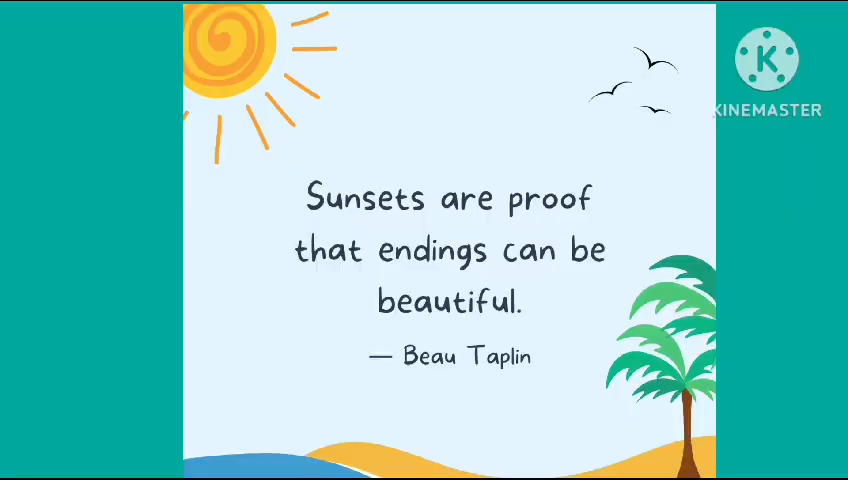 K
KINEMASTER
Sunsets are proof
that endings can be
beautiful.
— Beau Taplin